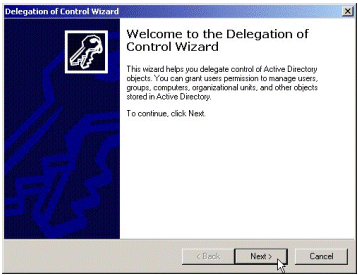 Delegation of Control Wizard
Welcome to the Delegation of
Control Wizard
This wizard helps you delegate control of Active Directory
objects. You can grant users permission to manage users,
groups, computers, organizational units, and other objects
stored in Active Directory.
To continue, click Next.
< Back
Next >
Cancel